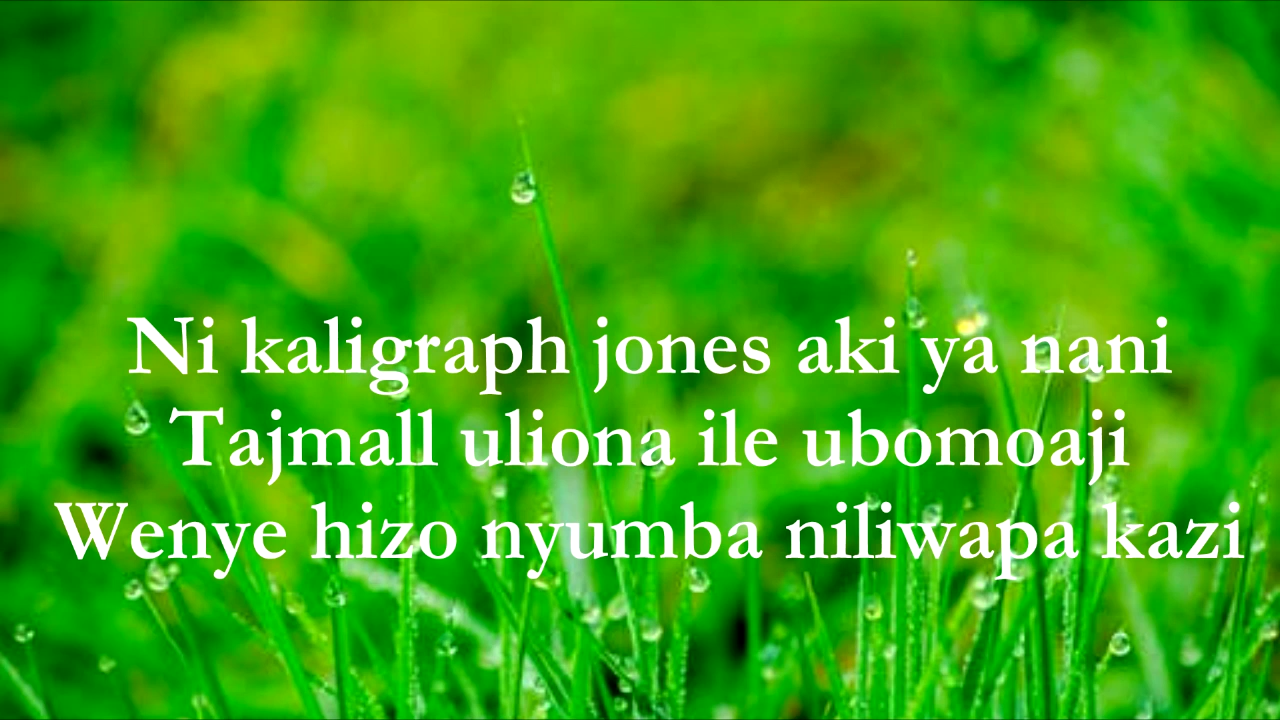 Ni kaligraph jones aki ya nani
Tajmall uliona ile ubomoaji
Wenye hizo nyumba niliwapa kazi